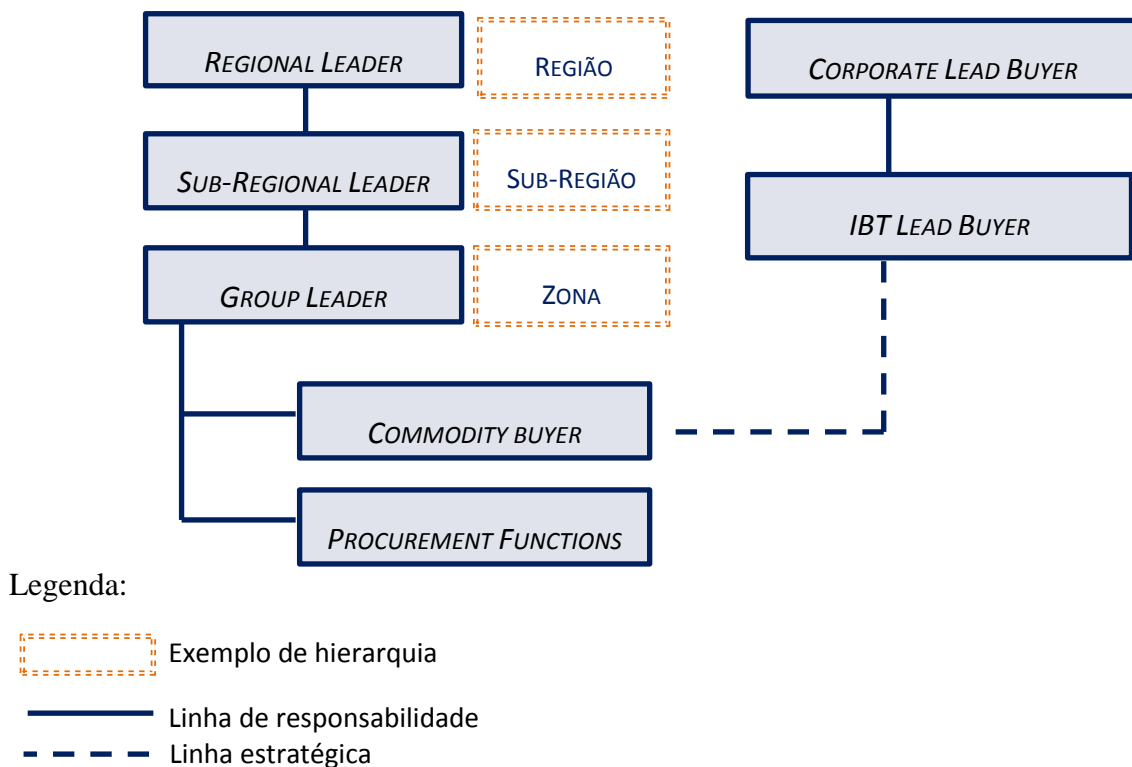 REGIONAL LEADER
REGIÃO
CORPORATE LEAD BUYER
SUB-REGIONAL LEADER
SUB-REGIÃO
IBT LEAD BUYER
GROUP LEADER
ZONA
COMMODITY BUYER
PROCUREMENT FUNCTIONS
Legenda:
Exemplo de hierarquia
Linha de responsabilidade
Linha estratégica